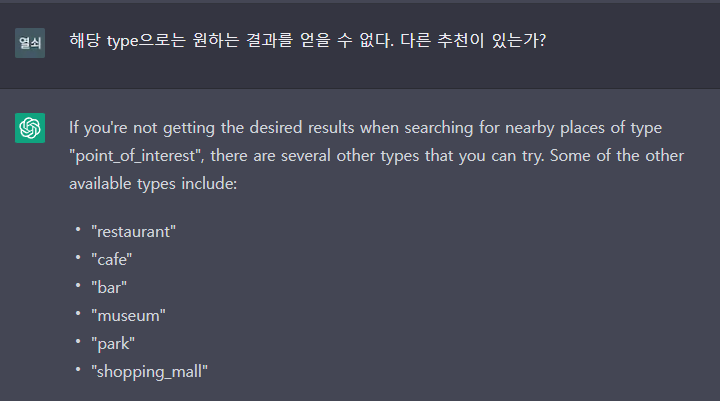 열쇠
해당 type으로는 원하는 결과를 얻을 수 없다. 다른 추천이 있는가?
If you're not getting the desired results when searching for nearby places of type
"point_of_interest", there are several other types that you can try. Some of the other
available types include:
• "restaurant"
• "cafe"
• "bar"
• "museum"
• "park"
• "shopping_mall"